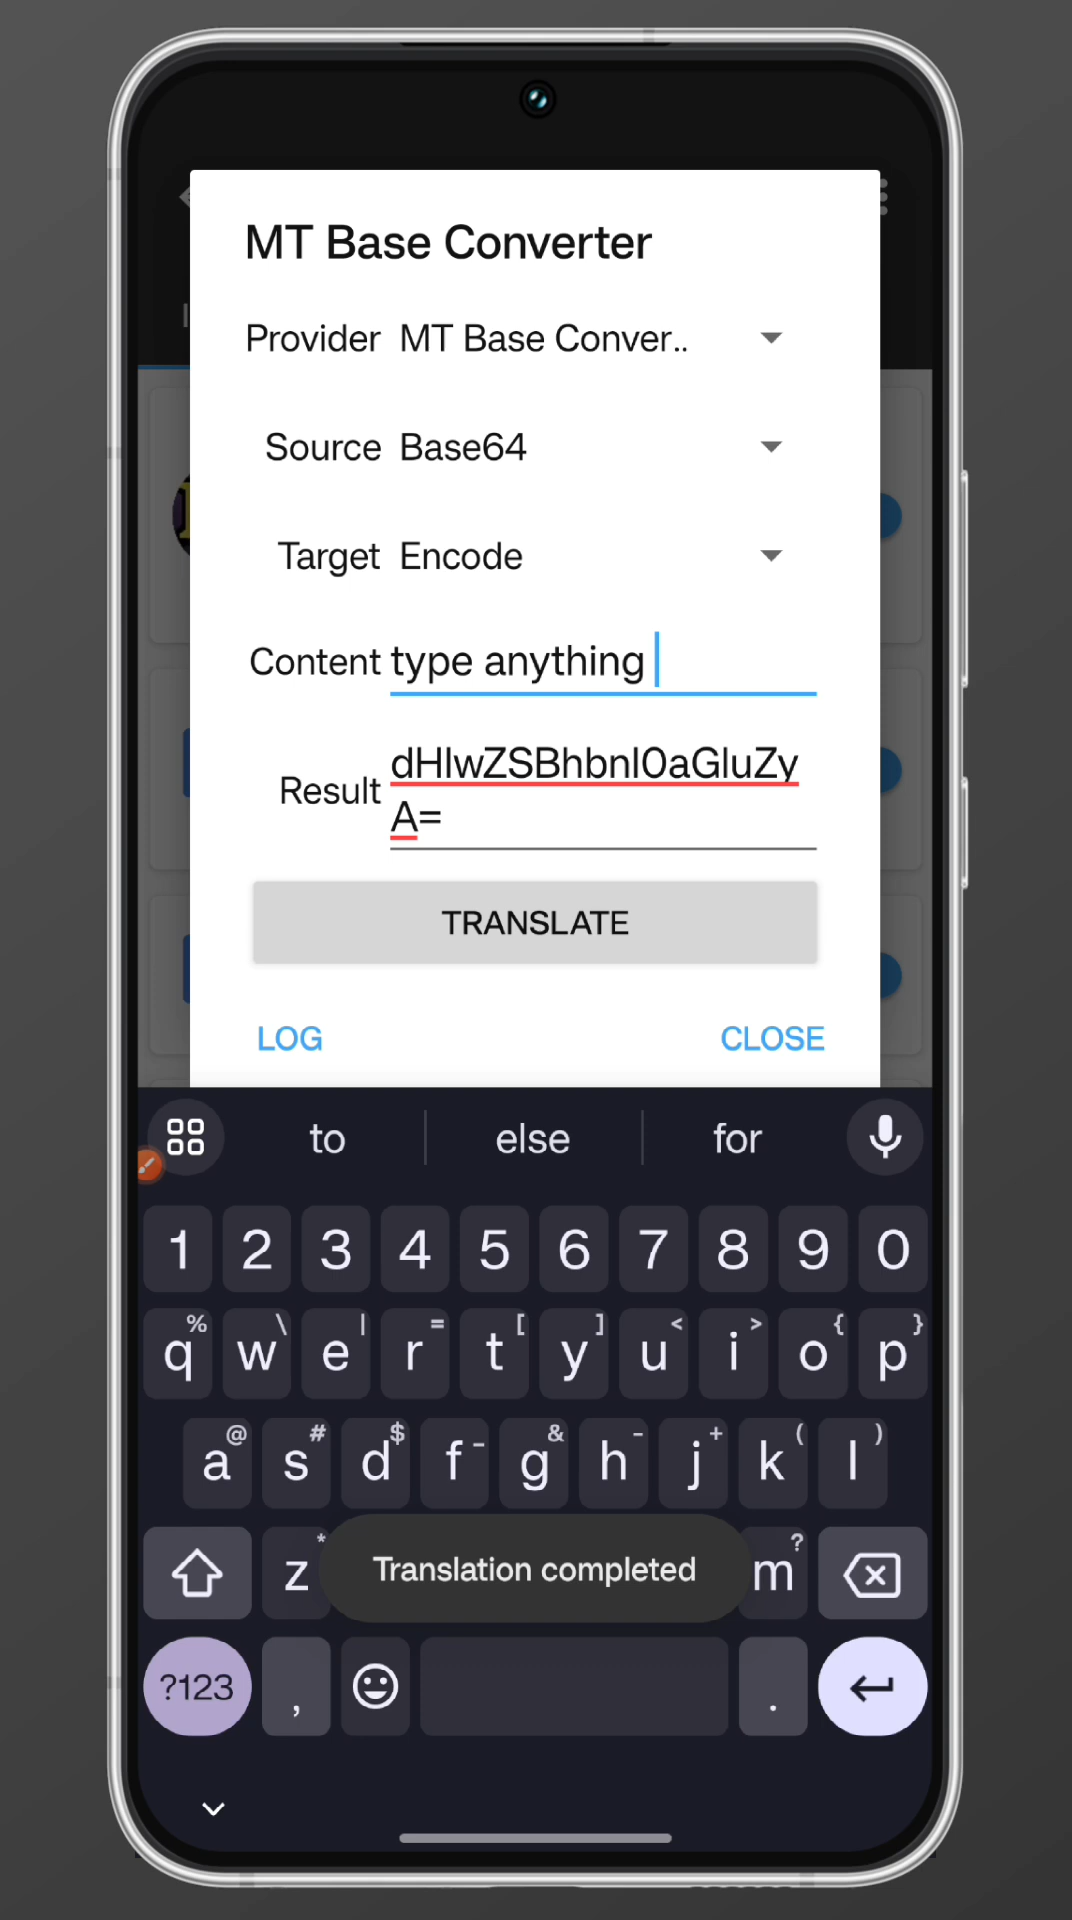 MT Base Converter
Provider MT Base Conver..
Source Base64
Target Encode
Content type anything
Result dHlwZSBhbnl0aGluZy
A=
TRANSLATE
LOG CLOSE
to else for
1 2 3 4 5 6 7 8 9 0
% \ | = [ ] < > { }
q w e r t y u i o p
@ # $ - & - + ( )
a s d f g h j k l
* ?
z m
Translation completed
?123 , .